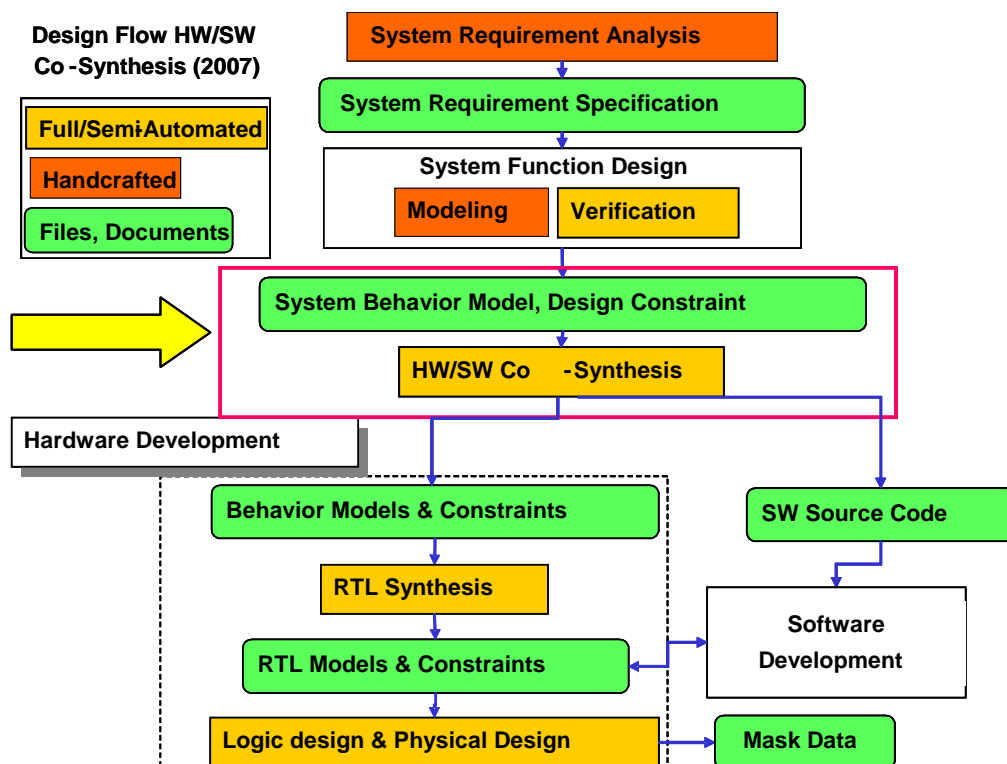 Design Flow HW/SW
Co-Synthesis (2007)
Full/Semi-Automated
Handcrafted
Files, Documents
System Requirement Analysis
System Requirement Specification
System Function Design
Modeling
Verification
System Behavior Model, Design Constraint
HW/SW Co -Synthesis
Hardware Development
Behavior Models & Constraints
SW Source Code
RTL Synthesis
Software
Development
RTL Models & Constraints
Logic design & Physical Design
Mask Data